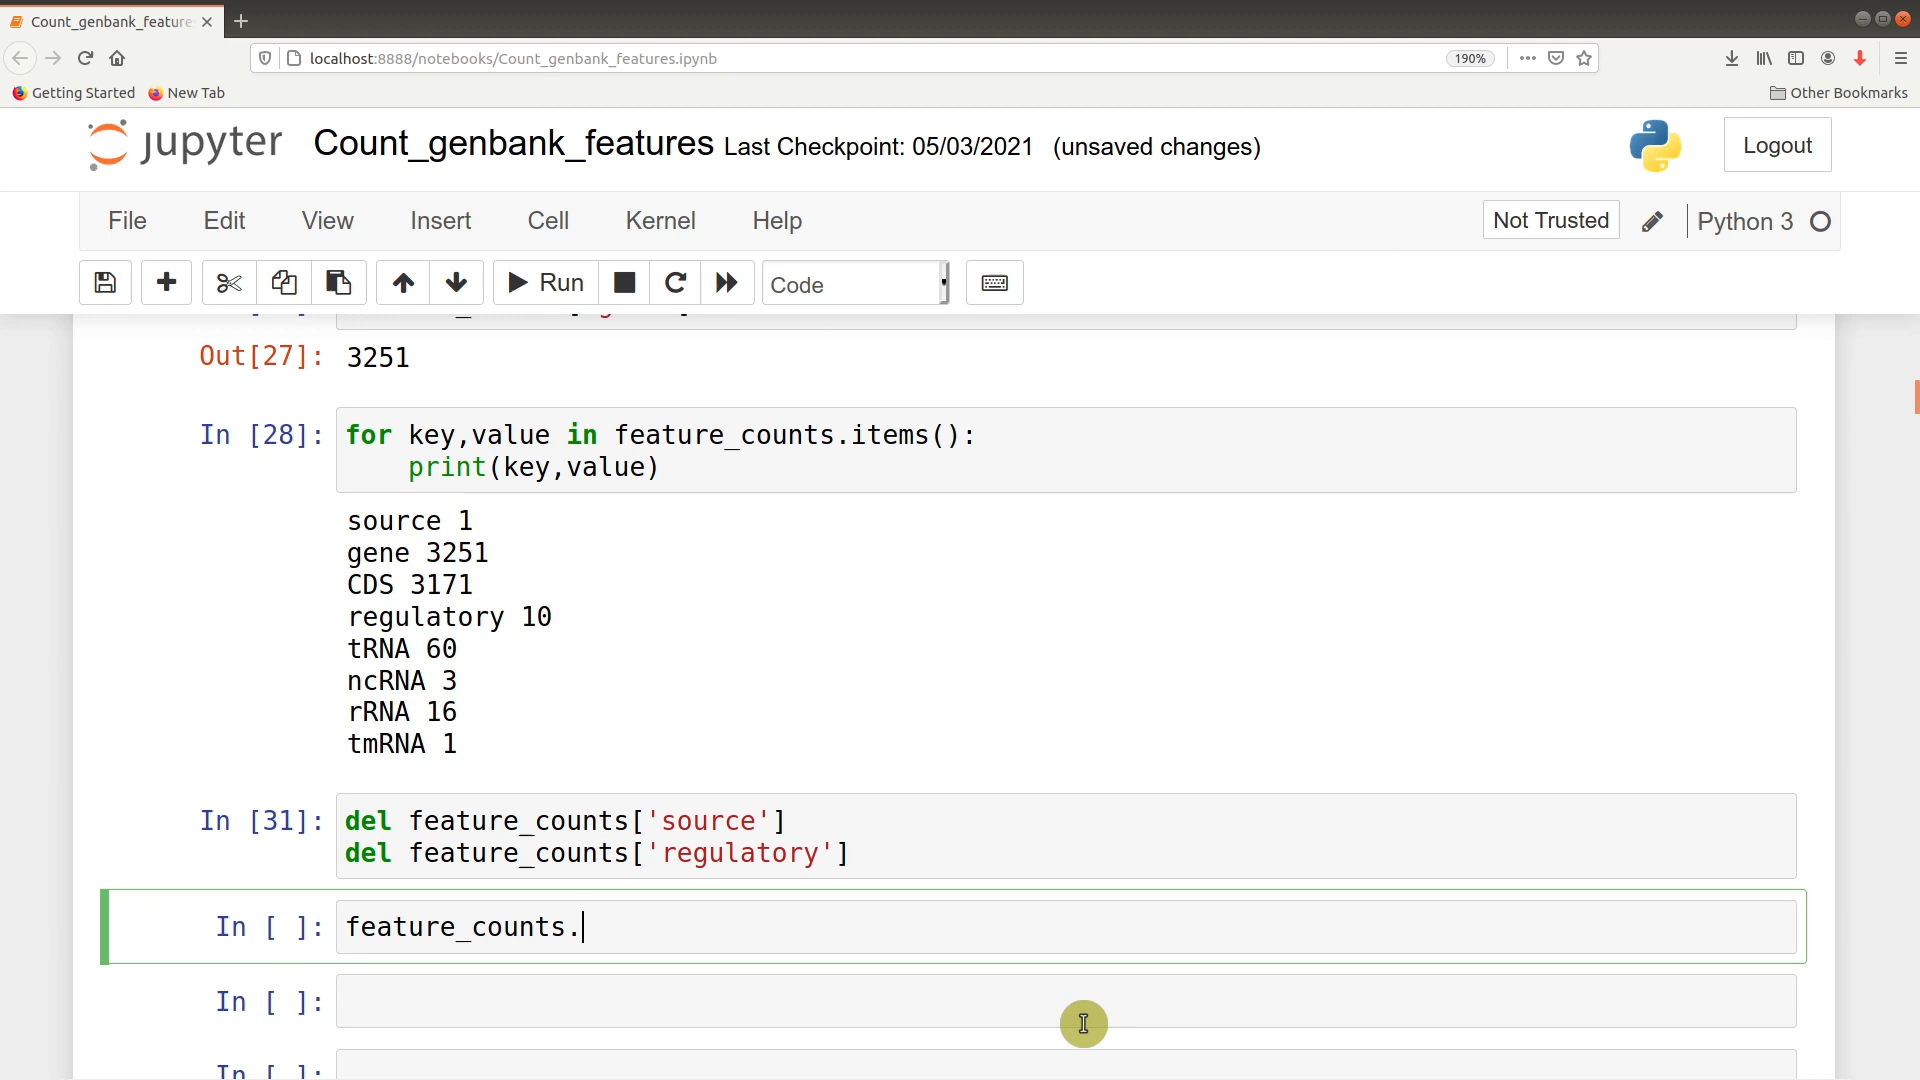 Count_genbank_feature
localhost:8888/notebooks/Count_genbank_features.ipynb
190%
Getting Started
New Tab
Other Bookmarks
jupyter
Count_genbank_features Last Checkpoint: 05/03/2021 (unsaved changes)
Logout
File Edit View Insert Cell Kernel Help
Not Trusted
Python 3
Run
Code
Out[27]: 3251
In [28]: for key,value in feature_counts.items():
print(key,value)
source 1
gene 3251
CDS 3171
regulatory 10
tRNA 60
ncRNA 3
rRNA 16
tmRNA 1
In [31]: del feature_counts['source']
del feature_counts['regulatory']
In [ ]: feature_counts.
In [ ]:
In [ ]: